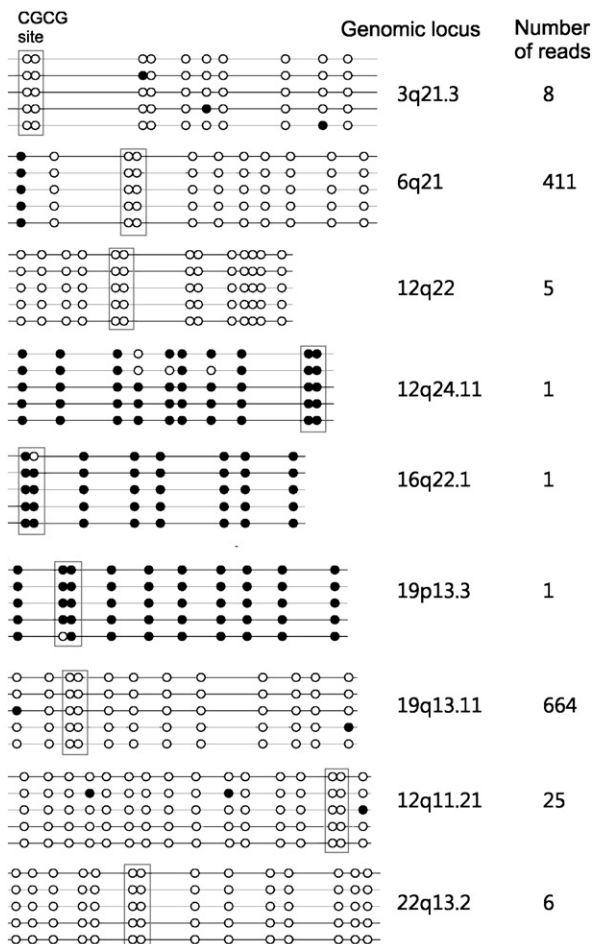 CGCG
site
Genomic locus
Number
of reads
3q21.3 8
6q21 411
12q22 5
12q24.11 1
16q22.1 1
19p13.3 1
19q13.11 664
12q11.21 25
22q13.2 6